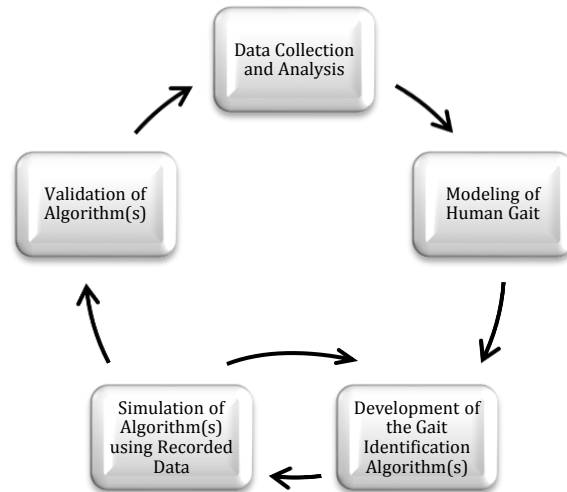 Data Collection
and Analysis
Modeling of
Human Gait
Development of
the Gait
Identification
Algorithm(s)
Simulation of
Algorithm(s)
using Recorded
Data
Validation of
Algorithm(s)